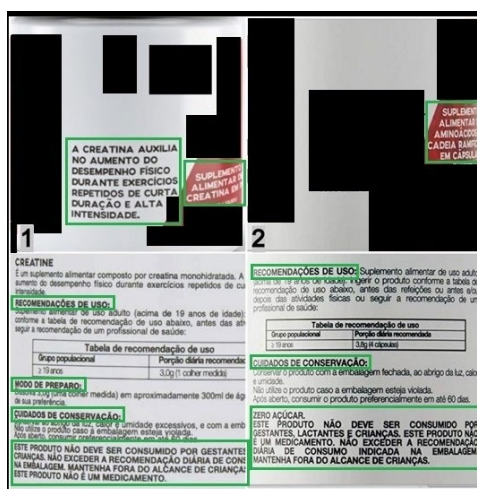 A CREATINA AUXILIA
NO AUMENTO DO
DESEMPENHO FÍSICO
DURANTE EXERCÍCIOS
REPETIDOS DE CURTA
DURAÇÃO E ALTA
INTENSIDADE.
SUPLEMENTO
ALIMENTAR
CREATINA EM
1
SUPLEMENTO
ALIMENTAR
AMINOÁCIDOS
CADEIA RAMIFI
EM CÁPSULA
2
CREATINE
É um suplemento alimentar composto por creatina monohidratada. A
aumento do desempenho físico durante exercícios repetidos de cu
intensidade.
RECOMENDAÇÕES DE USO:
Suplemento alimentar de uso adulto (acima de 19 anos de idade):
conforme a tabela de recomendação de uso abaixo, antes das
seguir a recomendação de um profissional de saúde:
Tabela de recomendação de uso
Grupo populacional Porção diária recomendad
≥ 19 anos 3,0g (1 colher medida)
MODO DE PREPARO:
Dissolva 3,0g (uma colher medida) em aproximadamente 300ml de
de sua preferência.
CUIDADOS DE CONSERVAÇÃO:
ao abrigo da luz, calor e umidade excessivos, e com a emb
Não utilize o produto caso a embalagem esteja violada.
Após aberto, consumir preferencialmente em até 60 dias.
ESTE PRODUTO NÃO DEVE SER CONSUMIDO POR GESTANTES
CRIANÇAS. NÃO EXCEDER A RECOMENDAÇÃO DIÁRIA DE CONS
NA EMBALAGEM. MANTENHA FORA DO ALCANCE DE CRIANÇAS
ESTE PRODUTO NÃO É UM MEDICAMENTO.
RECOMENDAÇÕES DE USO: Suplemento alimentar de uso adulto
(acima de 19 anos de idade): Ingerir o produto conforme a tabela d
recomendação de uso abaixo, antes das refeições ou antes e/o
depois das atividades físicas ou seguir a recomendação de um
profissional de saúde:
Tabela de recomendação de uso
Grupo populacional Porção diária recomendada
≥ 19 anos 3,8g (4 cápsulas)
CUIDADOS DE CONSERVAÇÃO:
Conservar o produto com a embalagem fechada, ao abrigo da luz, calor
e umidade.
Não utilize o produto caso a embalagem esteja violada.
Após aberto, consumir o produto preferencialmente em até 60 dias.
ZERO AÇÚCAR.
ESTE PRODUTO NÃO DEVE SER CONSUMIDO POR
GESTANTES, LACTANTES E CRIANÇAS. ESTE PRODUTO NÃO
É UM MEDICAMENTO. NÃO EXCEDER A RECOMENDAÇÃO
DIÁRIA DE CONSUMO INDICADA NA EMBALAGEM.
MANTENHA FORA DO ALCANCE DE CRIANÇAS.